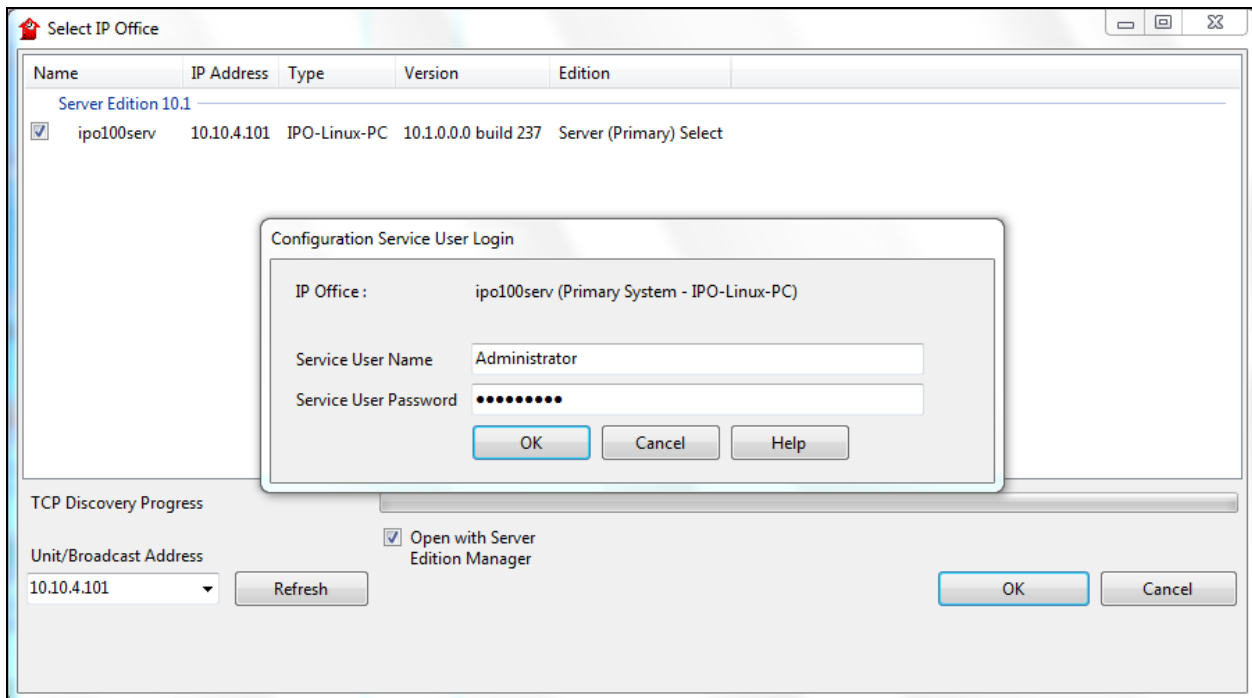 Select IP Office
Name IP Address Type Version Edition
Server Edition 10.1
ipo100serv 10.10.4.101 IPO-Linux-PC 10.1.0.0.0 build 237 Server (Primary) Select
Configuration Service User Login
IP Office : ipo100serv (Primary System - IPO-Linux-PC)
Service User Name Administrator
Service User Password •••••••••
OK Cancel Help
TCP Discovery Progress
Open with Server
Edition Manager
Unit/Broadcast Address
10.10.4.101 Refresh OK Cancel